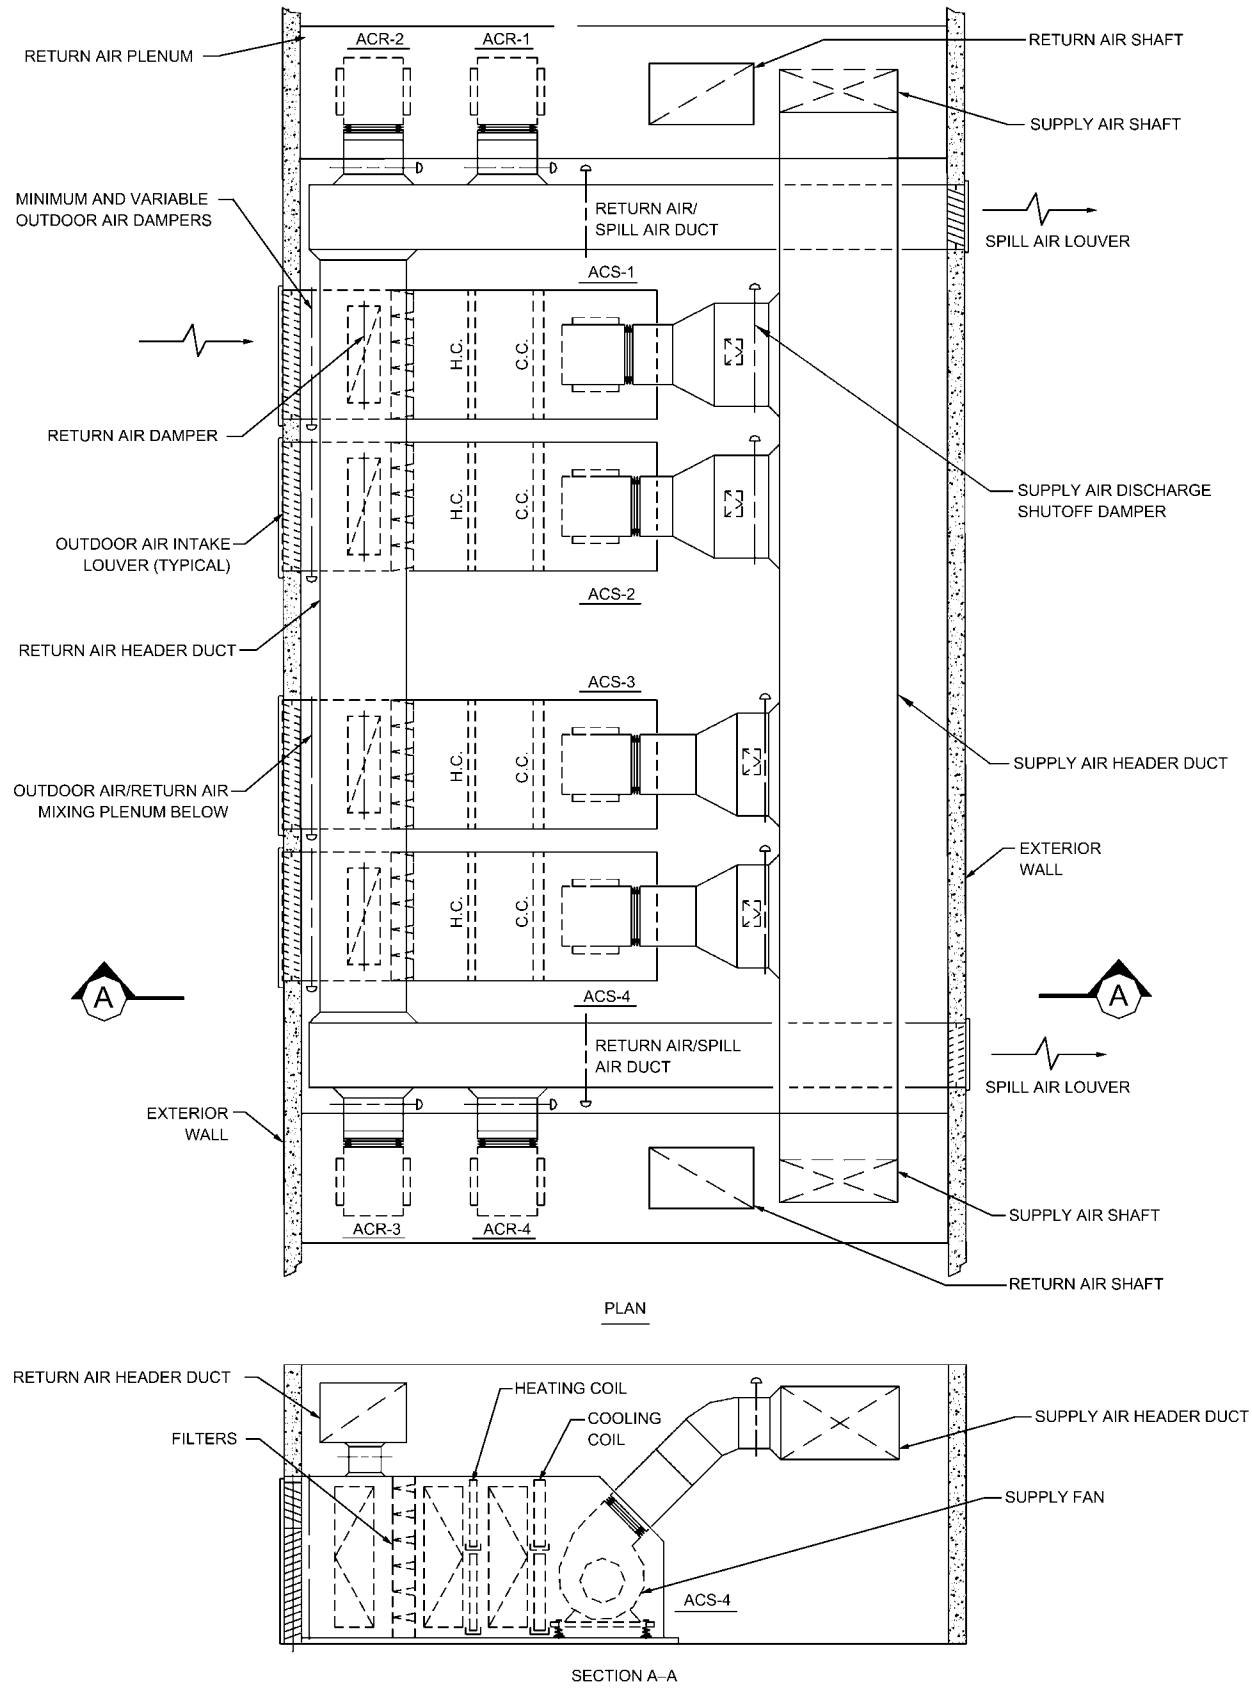 ACR-2
ACR-1
RETURN AIR SHAFT
RETURN AIR PLENUM
SUPPLY AIR SHAFT
MINIMUM AND VARIABLE
OUTDOOR AIR DAMPERS
RETURN AIR/
SPILL AIR DUCT
SPILL AIR LOUVER
ACS-1
H.C.
C.C.
RETURN AIR DAMPER
SUPPLY AIR DISCHARGE
SHUTOFF DAMPER
H.C.
C.C.
OUTDOOR AIR INTAKE
LOUVER (TYPICAL)
ACS-2
RETURN AIR HEADER DUCT
ACS-3
H.C.
C.C.
SUPPLY AIR HEADER DUCT
OUTDOOR AIR/RETURN AIR
MIXING PLENUM BELOW
EXTERIOR
WALL
H.C.
C.C.
A
ACS-4
A
RETURN AIR/SPILL
AIR DUCT
SPILL AIR LOUVER
EXTERIOR
WALL
ACR-3
ACR-4
SUPPLY AIR SHAFT
RETURN AIR SHAFT
PLAN
RETURN AIR HEADER DUCT
HEATING COIL
COOLING
COIL
SUPPLY AIR HEADER DUCT
FILTERS
SUPPLY FAN
ACS-4
SECTION A–A